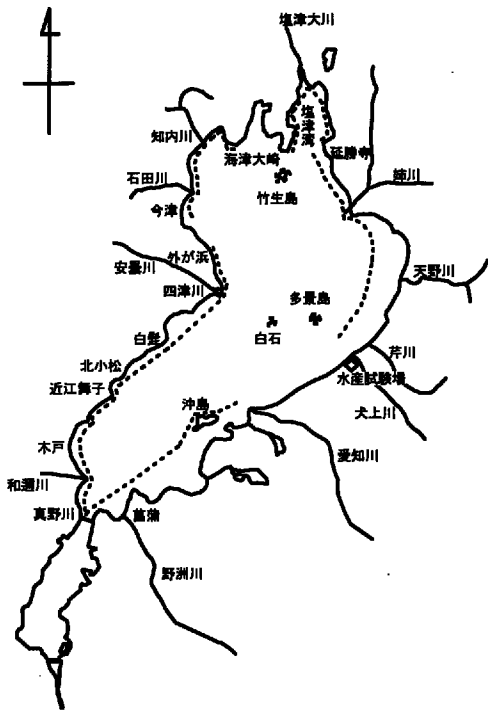 塩津大川
塩津湾
知内川
海津大崎
延勝寺
石田川
竹生島
姉川
今津
外が浜
安曇川
天野川
四津川
多景島
白髭
白石
北小松
芹川
近江舞子
水産試験場
沖島
犬上川
木戸
愛知川
和邇川
真野川
菖蒲
野洲川